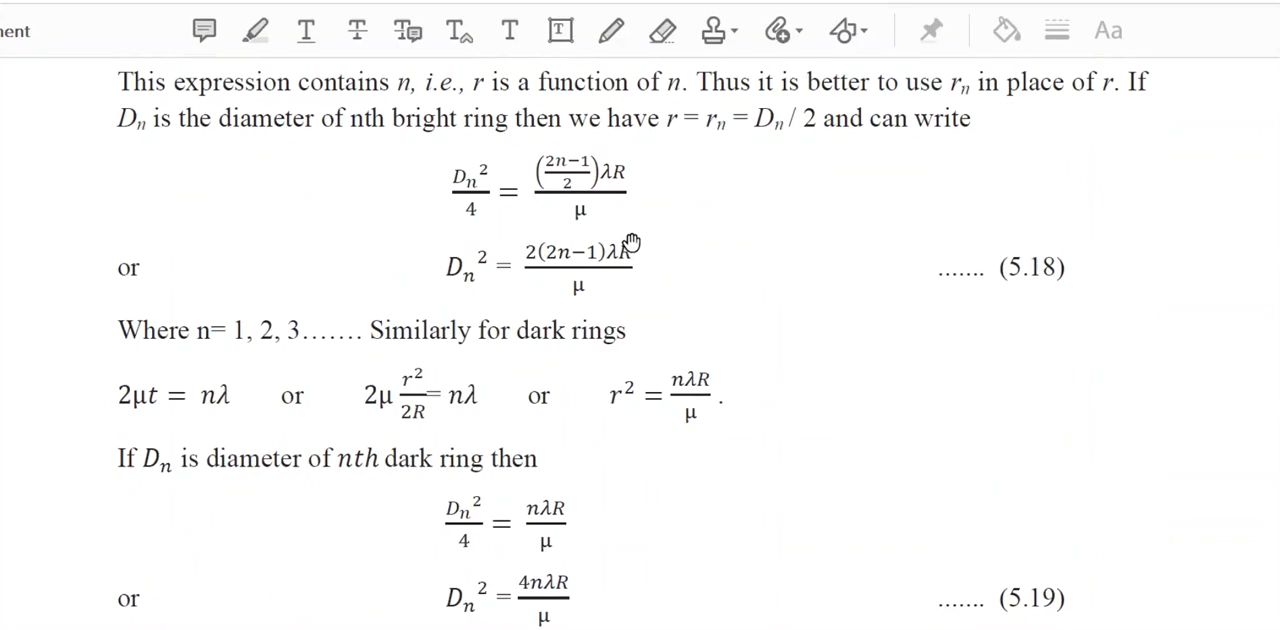 ent
T T T T T T Aa
This expression contains n, i.e., r is a function of n. Thus it is better to use rₙ in place of r. If
Dₙ is the diameter of nth bright ring then we have r = rₙ = Dₙ / 2 and can write
Dₙ²/4 = ((2n−1)/2)λR/μ
or Dₙ² = 2(2n−1)λR/μ ....... (5.18)
Where n= 1, 2, 3....... Similarly for dark rings
2μt = nλ or 2μ r²/2R = nλ or r² = nλR/μ .
If Dₙ is diameter of nth dark ring then
Dₙ²/4 = nλR/μ
or Dₙ² = 4nλR/μ ....... (5.19)